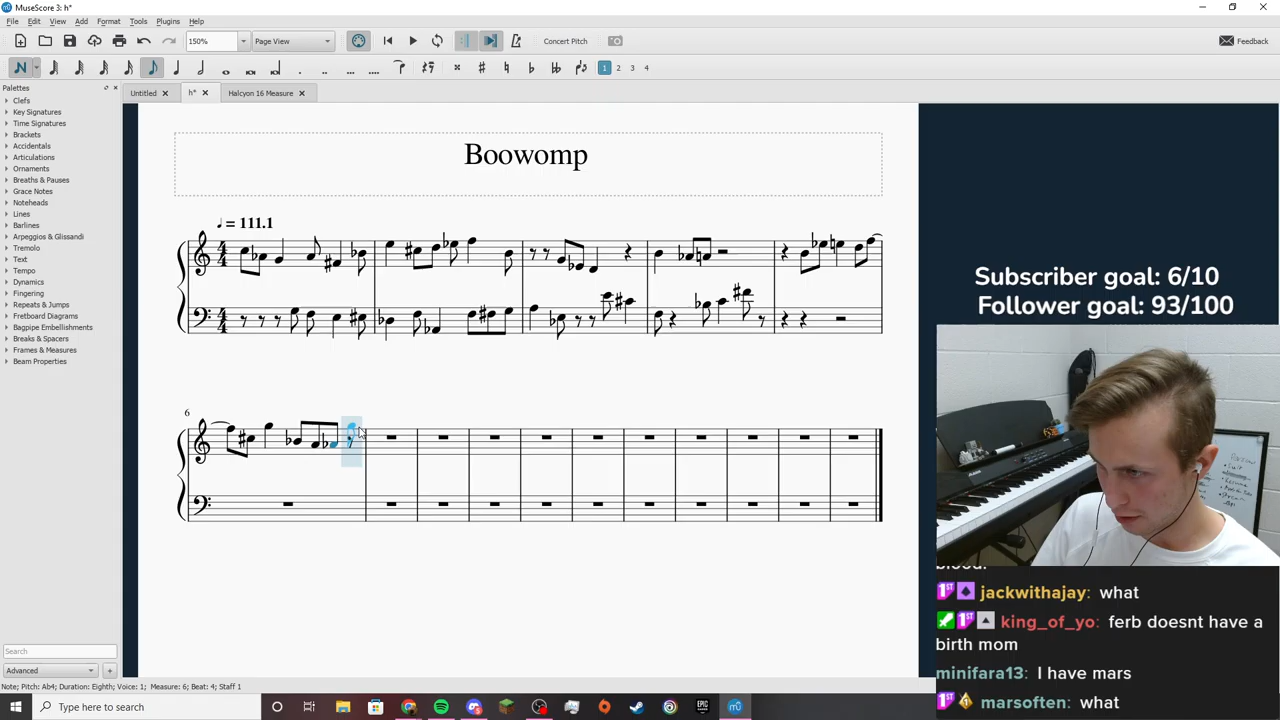 MuseScore 3: h*
File Edit View Add Format Tools Plugins Help
150% Page View Concert Pitch Feedback
1 2 3 4
Palettes
Untitled h* Halcyon 16 Measure
Clefs
Key Signatures
Time Signatures
Brackets
Accidentals
Articulations
Ornaments
Breaths & Pauses
Grace Notes
Noteheads
Lines
Barlines
Arpeggios & Glissandi
Tremolo
Text
Tempo
Dynamics
Fingering
Repeats & Jumps
Fretboard Diagrams
Bagpipe Embellishments
Breaks & Spacers
Frames & Measures
Beam Properties
Boowomp
♩ = 111.1
6
Subscriber goal: 6/10
Follower goal: 93/100
blood.
jackwithajay: what
king_of_yo: ferb doesnt have a
birth mom
minifara13: I have mars
marsoften: what
Search
Advanced +
Note; Pitch: Ab4; Duration: Eighth; Voice: 1; Measure: 6; Beat: 4; Staff 1
Type here to search